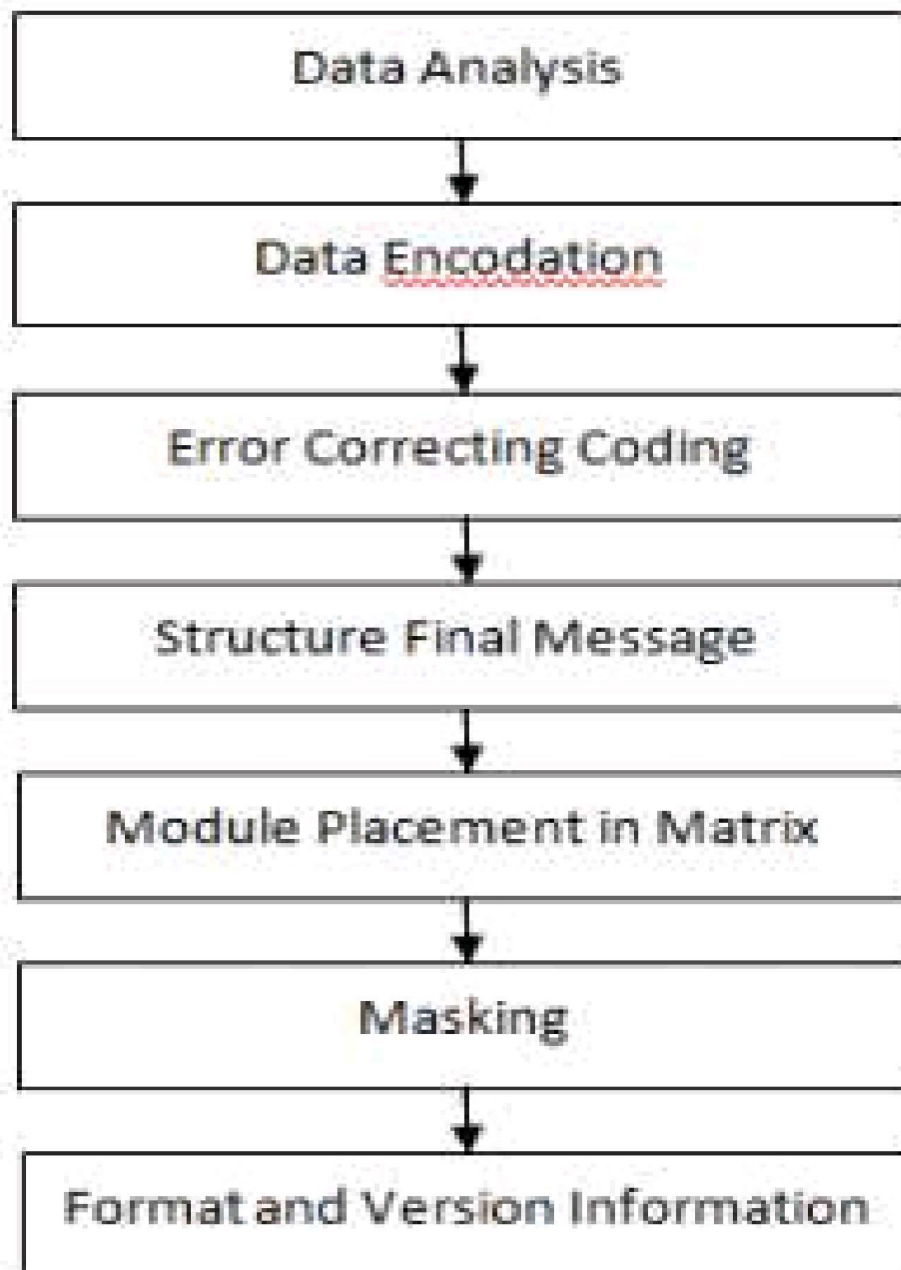 Data Analysis
Data Encodation
Error Correcting Coding
Structure Final Message
Module Placement in Matrix
Masking
Format and Version Information